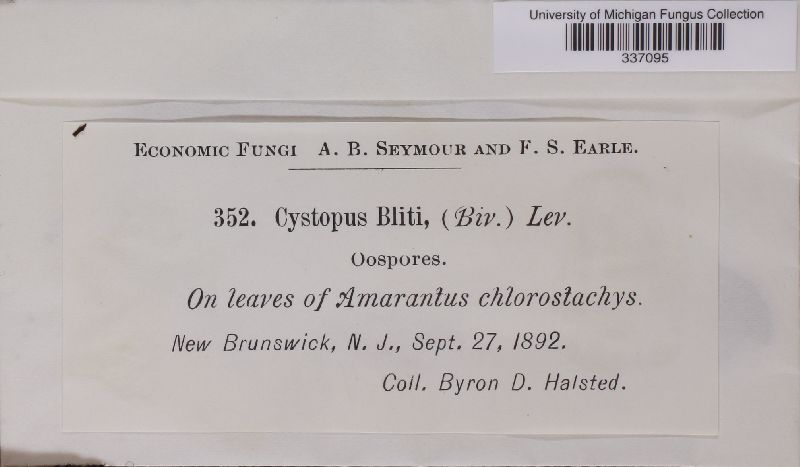 University of Michigan Fungus Collection
337095
Economic Fungi A. B. Seymour and F. S. Earle.
352. Cystopus Bliti, (Biv.) Lev.
Oospores.
On leaves of Amarantus chlorostachys.
New Brunswick, N. J., Sept. 27, 1892.
Coll. Byron D. Halsted.